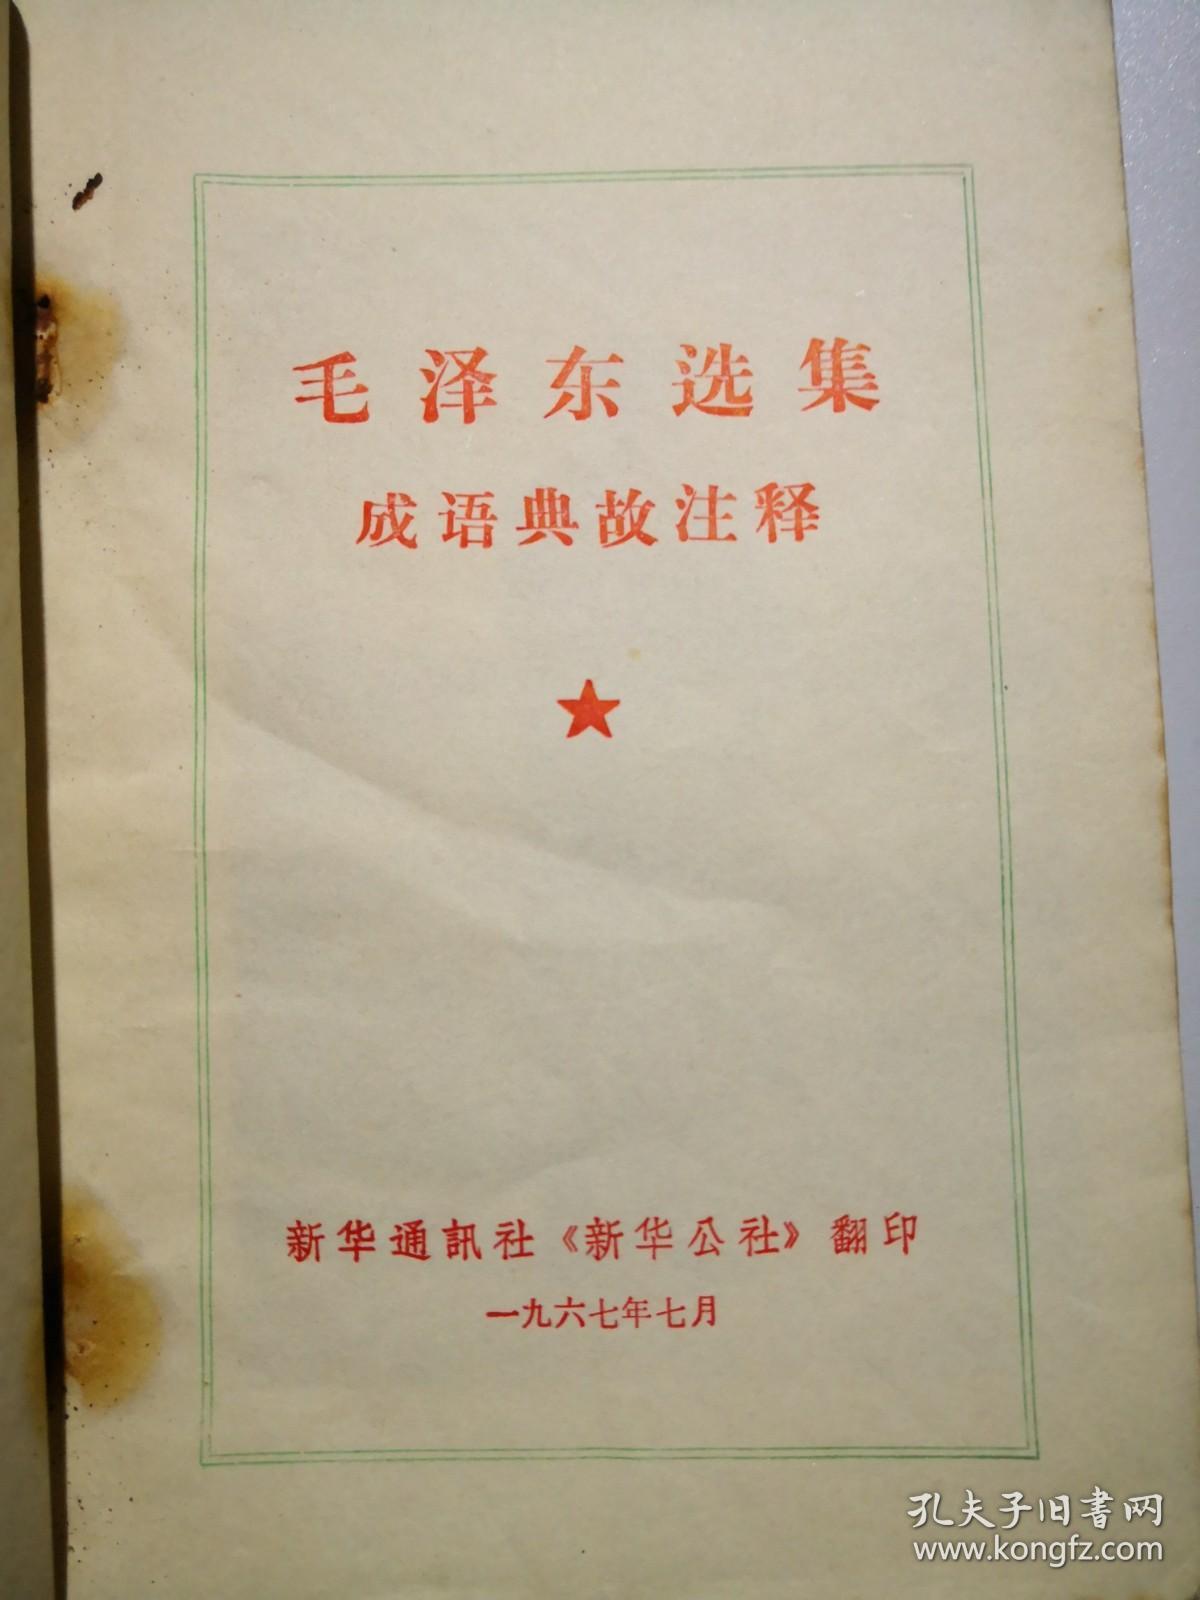 毛泽东选集
成语典故注释
新华通訊社《新华公社》翻印
一九六七年七月
孔夫子旧書网
www.kongfz.com